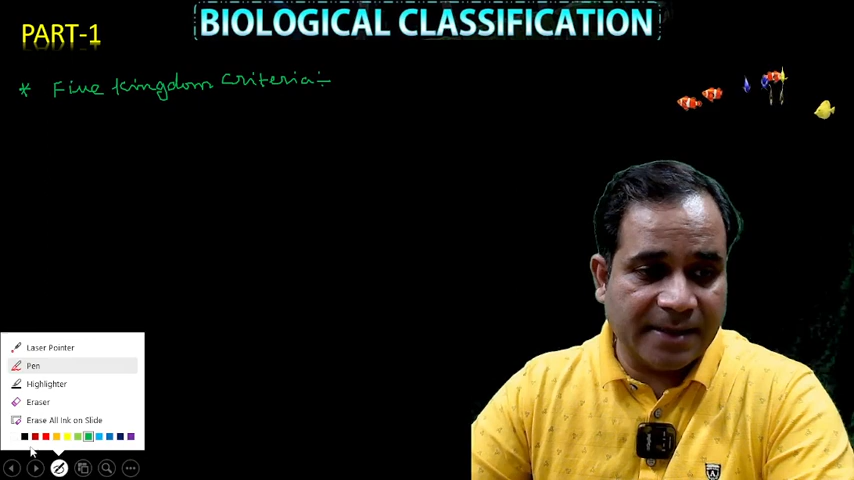 PART-1
BIOLOGICAL CLASSIFICATION
* Five kingdom criteria:-
Laser Pointer
Pen
Highlighter
Eraser
Erase All Ink on Slide